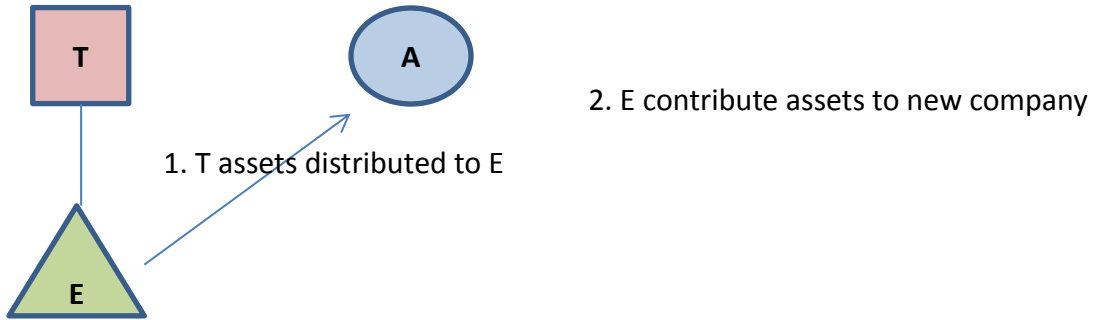 T
A
2. E contribute assets to new company
1. T assets distributed to E
E